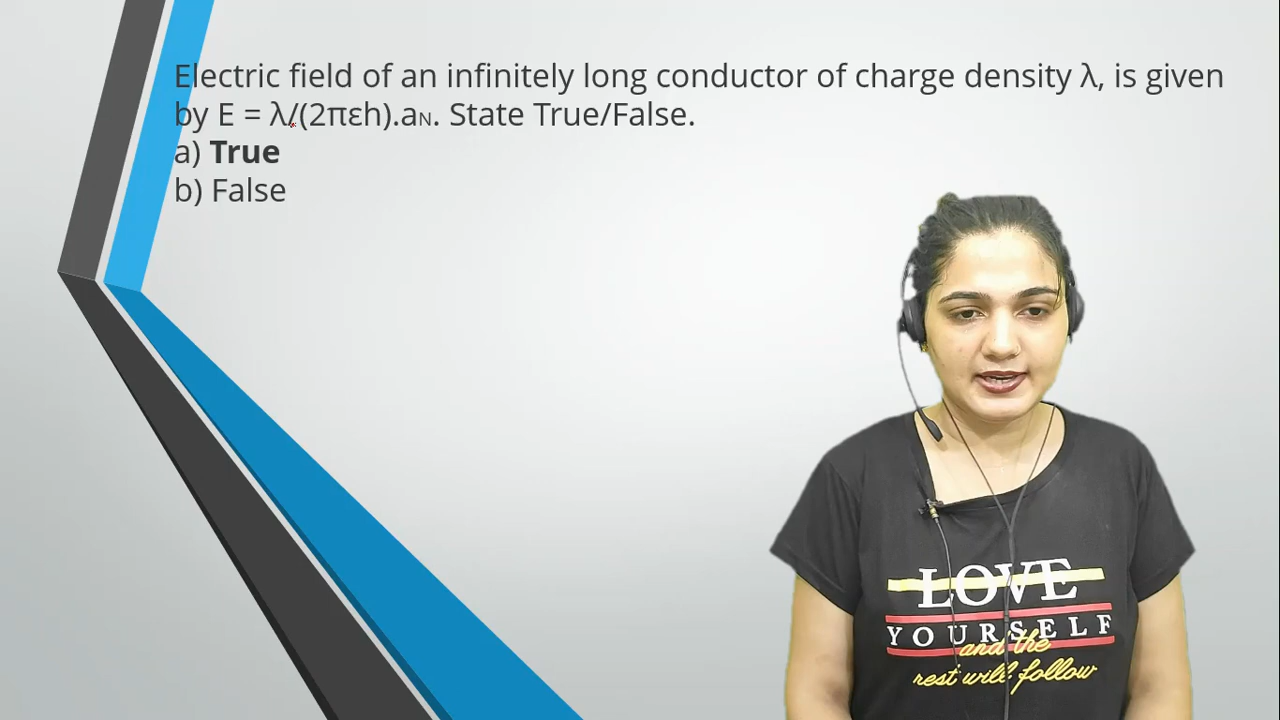 Electric field of an infinitely long conductor of charge density λ, is given
by E = λ/(2πεh).aN. State True/False.
a) True
b) False
LOVE
YOURSELF
and the
rest will follow